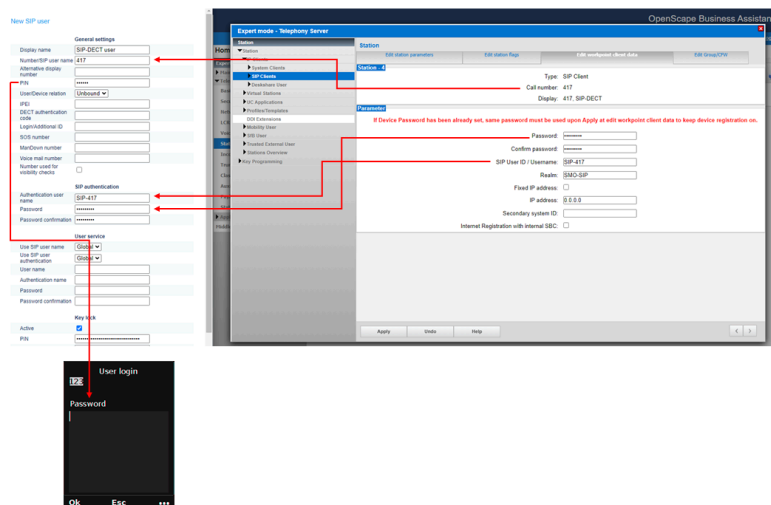 New SIP user
General settings
Display name SIP-DECT user
Number/SIP user name 417
Alternative display
number
PIN ••••••
User/Device relation Unbound
IPEI
DECT authentication
code
Login/Additional ID
SOS number
ManDown number
Voice mail number
Number used for
visibility checks
SIP authentication
Authentication user
name SIP-417
Password •••••••••
Password confirmation •••••••••
User service
Use SIP user name Global
Use SIP user
authentication Global
User name
Authentication name
Password
Password confirmation
Key lock
Active
PIN
OpenScape Business Assistan
Hom
Expert mode - Telephony Server
Station
Station
System Clients
SIP Clients
Deskshare User
Virtual Stations
UC Applications
Profiles/Templates
DDI Extensions
Mobility User
Trusted External User
Stations Overview
Key Programming
Station
Edit station parameters
Edit station flags
Edit workpoint client data
Edit Group/CFW
Station - 4
Type: SIP Client
Call number: 417
Display: 417, SIP-DECT
Parameter
If Device Password has been already set, same password must be used upon Apply at edit workpoint client data to keep device registration on.
Password: •••••••••
Confirm password: •••••••••
SIP User ID / Username: SIP-417
Realm: SMO-SIP
Fixed IP address:
IP address: 0.0.0.0
Secondary system ID:
Internet Registration with internal SBC:
Apply
Undo
Help
User login
123
Password
Ok
Esc
•••